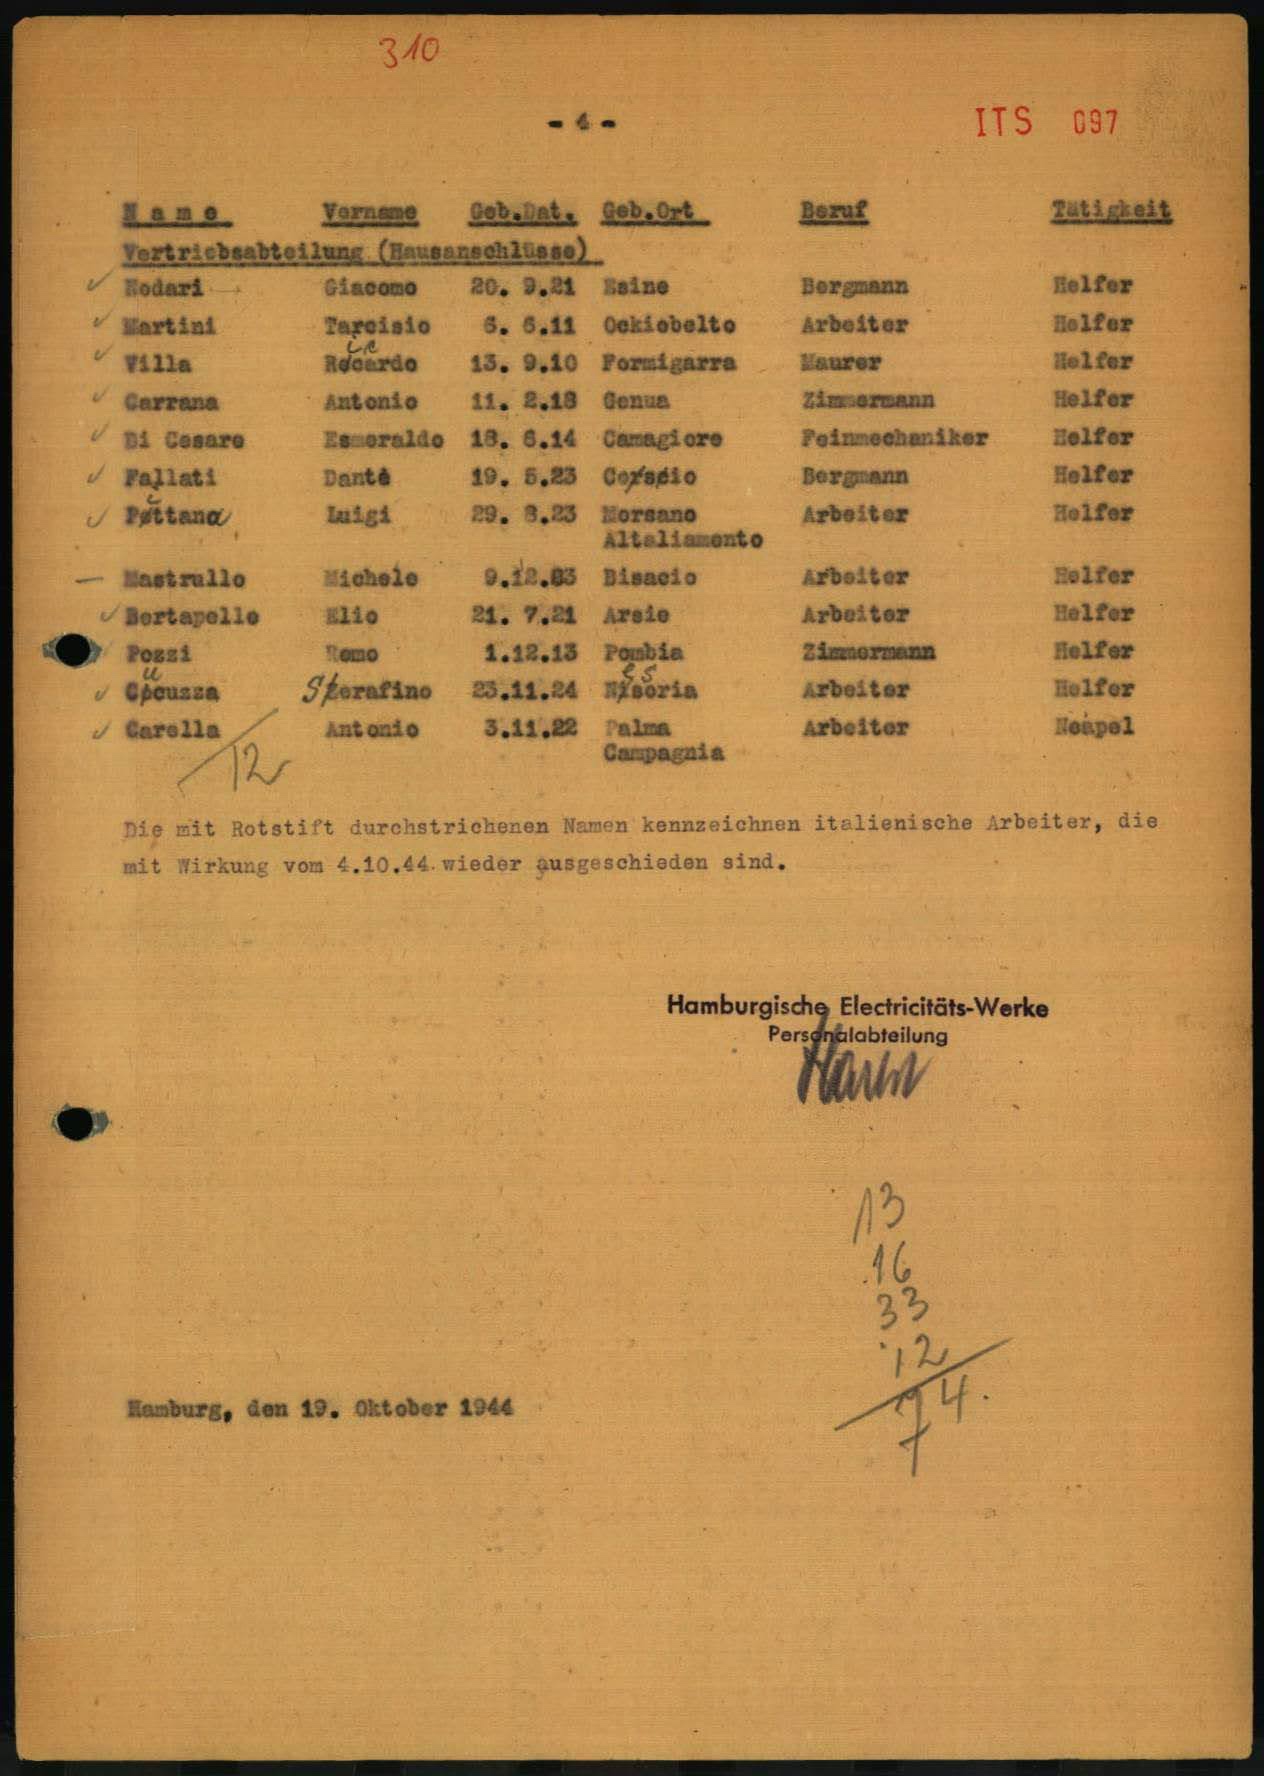 310
- 4 -
ITS 097
Name Vorname Geb.Dat. Geb.Ort Beruf Tätigkeit
Vertriebsabteilung (Hausanschlüsse)
Nodari Giacomo 20. 9.21 Esine Bergmann Helfer
Martini Tarcisio 6. 6.11 Ockiobelto Arbeiter Helfer
Villa Riccardo 13. 9.10 Formigarra Maurer Helfer
Carrana Antonio 11. 2.18 Genua Zimmermann Helfer
Di Cesare Esmeraldo 18. 6.14 Camagiore Feinmechaniker Helfer
Fallati Dante 19. 5.23 Bergmann Helfer
Puttana Luigi 29. 8.23 Morsano Arbeiter Helfer
Altaliamento
Mastrullo Michele 9.12.83 Bisacio Arbeiter Helfer
Bertapelle Elio 21. 7.21 Arsie Arbeiter Helfer
Pozzi Remo 1.12.13 Pombia Zimmermann Helfer
Cucuzza Serafino 23.11.24 Arbeiter Helfer
Carella Antonio 3.11.22 Palma Arbeiter Neapel
Campagnia
12
Die mit Rotstift durchstrichenen Namen kennzeichnen italienische Arbeiter, die
mit Wirkung vom 4.10.44 wieder ausgeschieden sind.
Hamburgische Electricitäts-Werke
Personalabteilung
13
16
33
12
74.
Hamburg, den 19. Oktober 1944